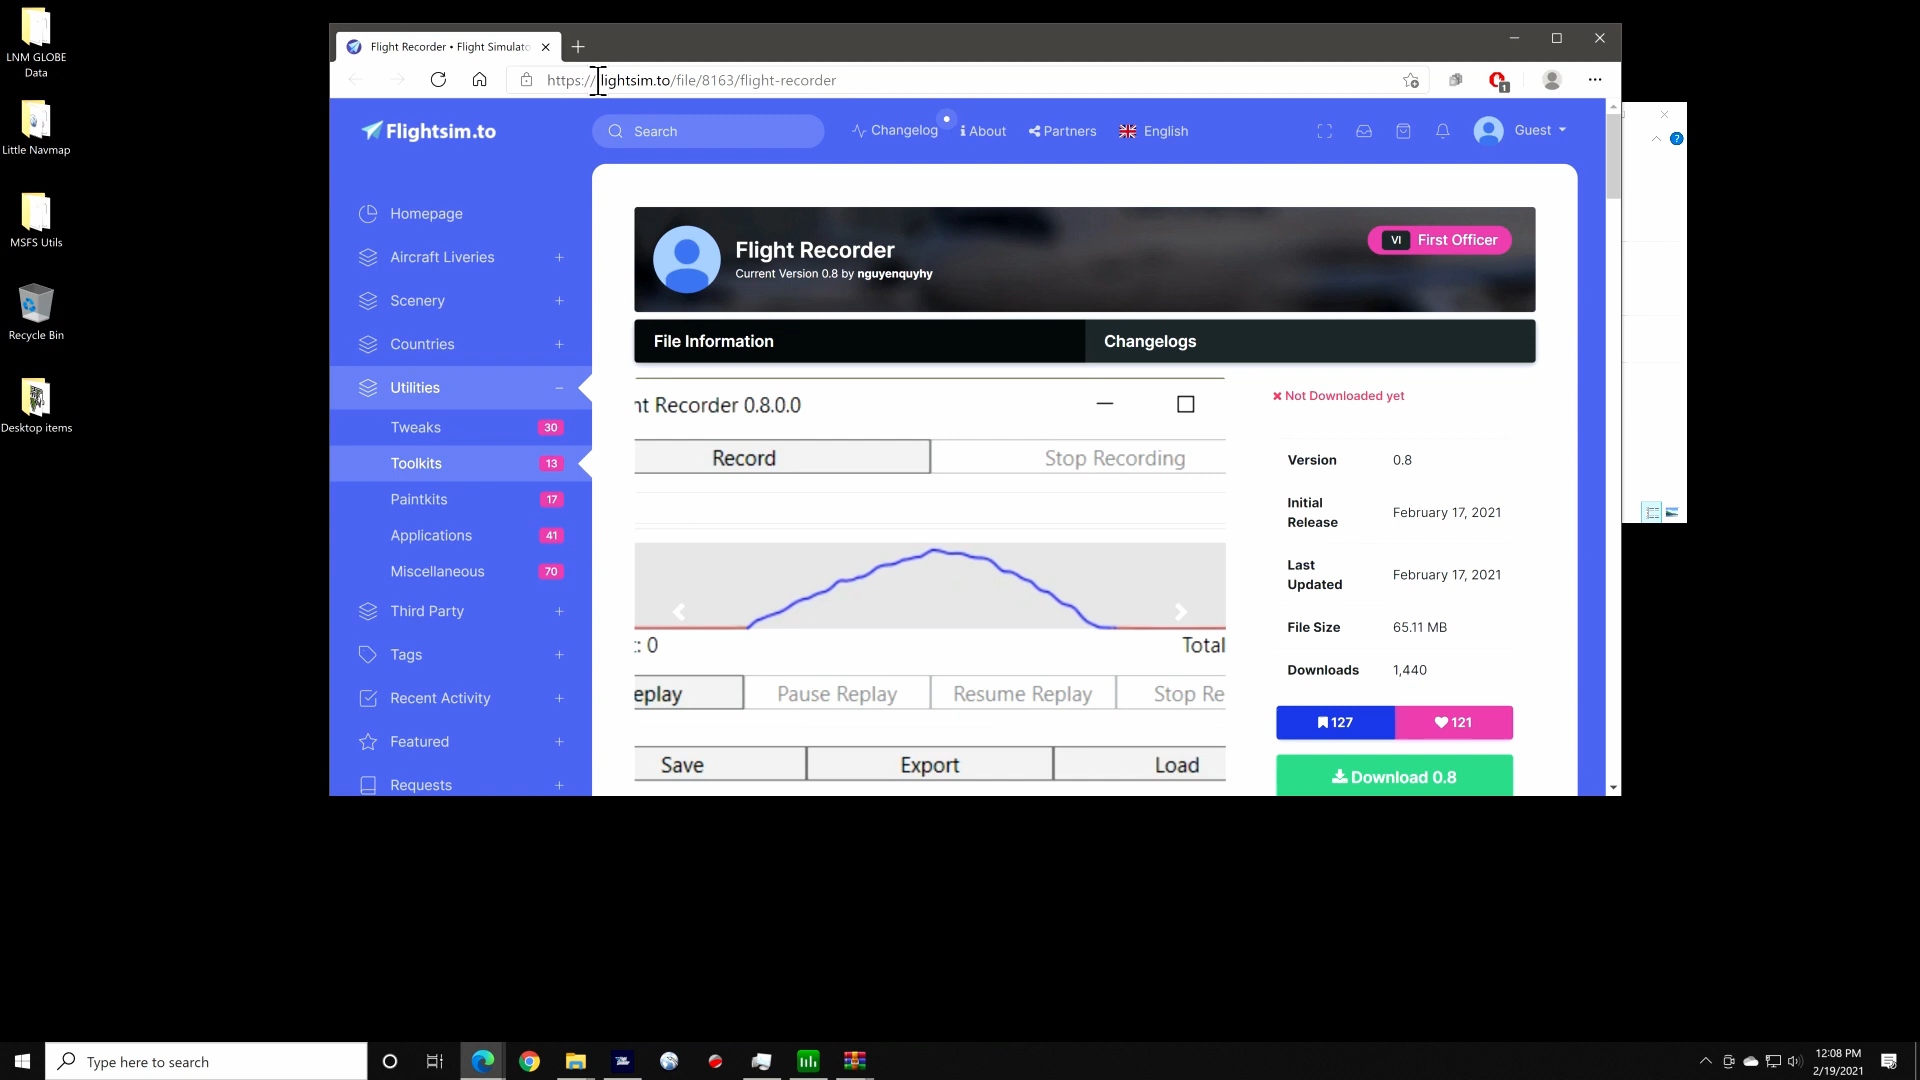 LNM GLOBE
Data
Little Navmap
MSFS Utils
Recycle Bin
Desktop items
Flight Recorder • Flight Simulato
https://flightsim.to/file/8163/flight-recorder
1
Flightsim.to
Search
Changelog
About
Partners
English
Guest
Homepage
Aircraft Liveries
Scenery
Countries
Utilities
Tweaks 30
Toolkits 13
Paintkits 17
Applications 41
Miscellaneous 70
Third Party
Tags
Recent Activity
Featured
Requests
Flight Recorder
Current Version 0.8 by nguyenquyhy
VI First Officer
File Information
Changelogs
ht Recorder 0.8.0.0
Record
Stop Recording
t: 0
Total
eplay
Pause Replay
Resume Replay
Stop Re
Save
Export
Load
Not Downloaded yet
Version 0.8
Initial
Release February 17, 2021
Last
Updated February 17, 2021
File Size 65.11 MB
Downloads 1,440
127
121
Download 0.8
Type here to search
12:08 PM
2/19/2021